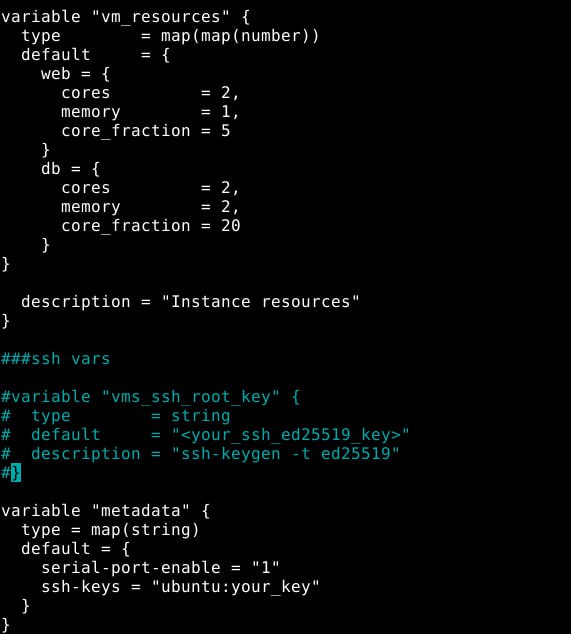 variable "vm_resources" {
  type        = map(map(number))
  default     = {
    web = {
      cores         = 2,
      memory        = 1,
      core_fraction = 5
    }
    db = {
      cores         = 2,
      memory        = 2,
      core_fraction = 20
    }
}
  description = "Instance resources"
}
###ssh vars
#variable "vms_ssh_root_key" {
#  type        = string
#  default     = "<your_ssh_ed25519_key>"
#  description = "ssh-keygen -t ed25519"
#}
variable "metadata" {
  type = map(string)
  default = {
    serial-port-enable = "1"
    ssh-keys = "ubuntu:your_key"
  }
}